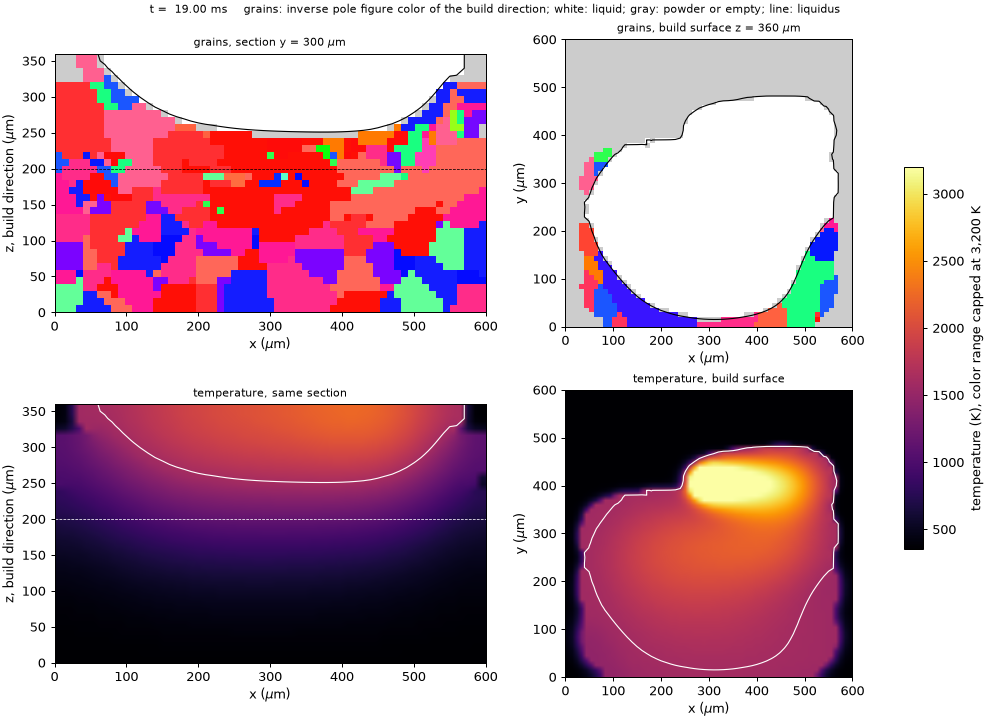 t =  19.00 ms    grains: inverse pole figure color of the build direction; white: liquid; gray: powder or empty; line: liquidus
grains, section y = 300 μm
350
300
250
200
150
100
50
0
z, build direction (μm)
0 100 200 300 400 500 600
x (μm)
grains, build surface z = 360 μm
600
500
400
300
200
100
0
y (μm)
0 100 200 300 400 500 600
x (μm)
temperature, same section
350
300
250
200
150
100
50
0
z, build direction (μm)
0 100 200 300 400 500 600
x (μm)
temperature, build surface
600
500
400
300
200
100
0
y (μm)
0 100 200 300 400 500 600
x (μm)
3000
2500
2000
1500
1000
500
temperature (K), color range capped at 3,200 K